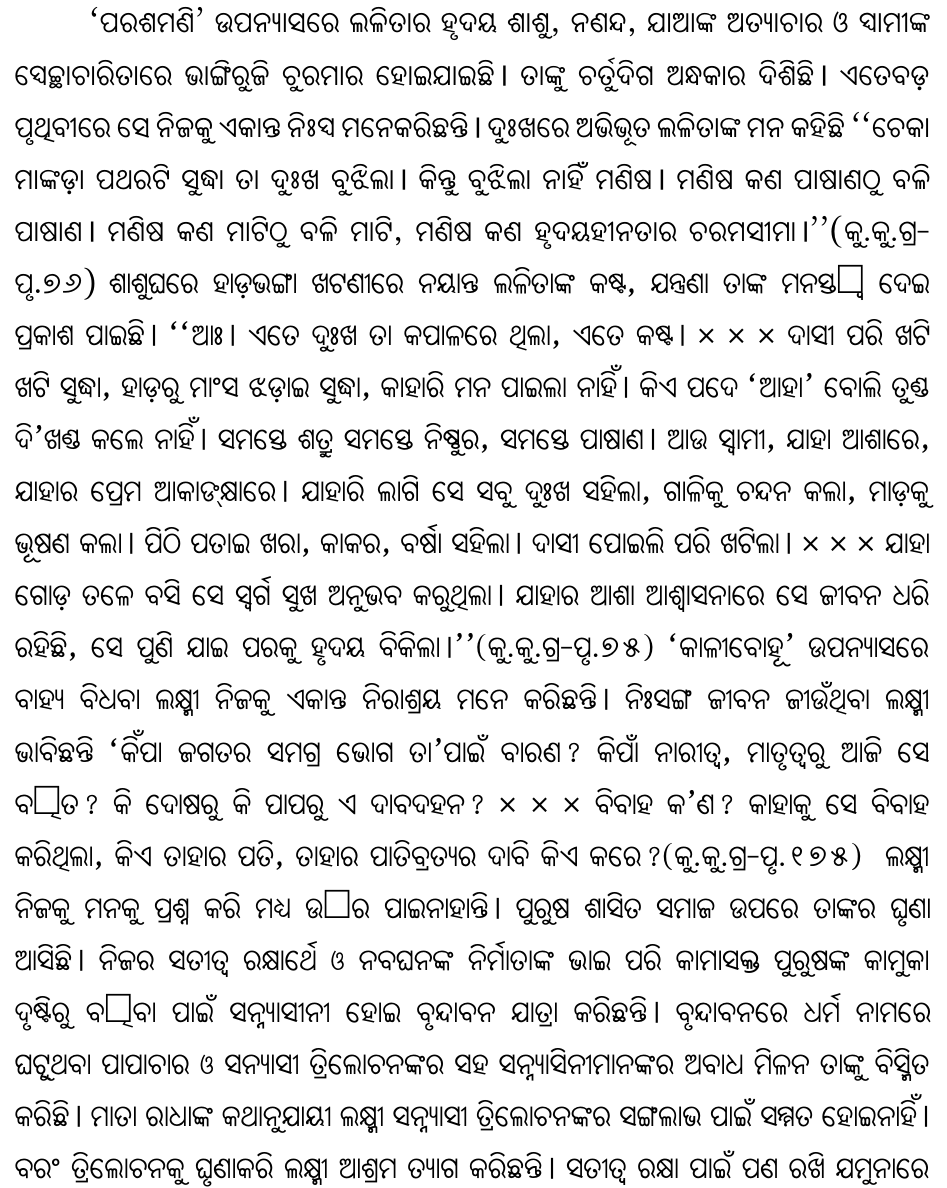 ‘ପରଶମଣି’ ଉପନ୍ୟାସରେ ଲଳିତାର ହୃଦୟ ଶାଶୁ, ନଣନ୍ଦ, ଯାଆଙ୍କ ଅତ୍ୟାଚାର ଓ ସ୍ୱାମୀଙ୍କ
ସ୍ୱେଚ୍ଛାଚାରିତାରେ ଭାଙ୍ଗିରୁଜି ଚୁରମାର ହୋଇଯାଇଛି। ତାଙ୍କୁ ଚର୍ତୁଦିଗ ଅନ୍ଧକାର ଦିଶିଛି। ଏତେବଡ଼
ପୃଥିବୀରେ ସେ ନିଜକୁ ଏକାନ୍ତ ନିଃସ୍ୱ ମନେକରିଛନ୍ତି। ଦୁଃଖରେ ଅଭିଭୂତ ଲଳିତାଙ୍କ ମନ କହିଛି ‘‘ଚେକା
ମାଙ୍କଡ଼ା ପଥରଟି ସୁଦ୍ଧା ତା ଦୁଃଖ ବୁଝିଲା। କିନ୍ତୁ ବୁଝିଲା ନାହିଁ ମଣିଷ। ମଣିଷ କଣ ପାଷାଣଠୁ ବଳି
ପାଷାଣ। ମଣିଷ କଣ ମାଟିଠୁ ବଳି ମାଟି, ମଣିଷ କଣ ହୃଦୟହୀନତାର ଚରମସୀମା।’’(କୁ.କୁ.ଗ୍ର-
ପୃ.୭୬) ଶାଶୁଘରେ ହାଡ଼ଭଙ୍ଗା ଖଟଣୀରେ ନୟାନ୍ତ ଲଳିତାଙ୍କ କଷ୍ଟ, ଯନ୍ତ୍ରଣା ତାଙ୍କ ଦେଇ
ପ୍ରକାଶ ପାଇଛି। ‘‘ଆଃ। ଏତେ ଦୁଃଖ ତା କପାଳରେ ଥିଲା, ଏତେ କଷ୍ଟ। × × × ଦାସୀ ପରି ଖଟି
ଖଟି ସୁଦ୍ଧା, ହାଡ଼ରୁ ମାଂସ ଝଡ଼ାଇ ସୁଦ୍ଧା, କାହାରି ମନ ପାଇଲା ନାହିଁ। କିଏ ପଦେ ‘ଆହା’ ବୋଲି ତୁଣ୍ଡ
ଦି’ଖଣ୍ଡ କଲେ ନାହିଁ। ସମସ୍ତେ ଶତ୍ରୁ ସମସ୍ତେ ନିଷ୍ଠୁର, ସମସ୍ତେ ପାଷାଣ। ଆଉ ସ୍ୱାମୀ, ଯାହା ଆଶାରେ,
ଯାହାର ପ୍ରେମ ଆକାଙ୍‌କ୍ଷାରେ। ଯାହାରି ଲାଗି ସେ ସବୁ ଦୁଃଖ ସହିଲା, ଗାଳିକୁ ଚନ୍ଦନ କଲା, ମାଡ଼କୁ
ଭୂଷଣ କଲା। ପିଠି ପତାଇ ଖରା, କାକର, ବର୍ଷା ସହିଲା। ଦାସୀ ପୋଇଲି ପରି ଖଟିଲା। × × × ଯାହା
ଗୋଡ଼ ତଳେ ବସି ସେ ସ୍ୱର୍ଗ ସୁଖ ଅନୁଭବ କରୁଥିଲା। ଯାହାର ଆଶା ଆଶ୍ୱାସନାରେ ସେ ଜୀବନ ଧରି
ରହିଛି, ସେ ପୁଣି ଯାଇ ପରକୁ ହୃଦୟ ବିକିଲା।’’(କୁ.କୁ.ଗ୍ର-ପୃ.୭୫) ‘କାଳୀବୋହୂ’ ଉପନ୍ୟାସରେ
ବାହ୍ୟ ବିଧବା ଲକ୍ଷ୍ମୀ ନିଜକୁ ଏକାନ୍ତ ନିରାଶ୍ରୟ ମନେ କରିଛନ୍ତି। ନିଃସଙ୍ଗ ଜୀବନ ଜୀଉଁଥିବା ଲକ୍ଷ୍ମୀ
ଭାବିଛନ୍ତି ‘କିଁପା ଜଗତର ସମଗ୍ର ଭୋଗ ତା’ପାଇଁ ବାରଣ? କିପାଁ ନାରୀତ୍ୱ, ମାତୃତ୍ୱରୁ ଆଜି ସେ
କି ଦୋଷରୁ କି ପାପରୁ ଏ ଦାବଦହନ? × × × ବିବାହ କ’ଣ? କାହାକୁ ସେ ବିବାହ
କରିଥିଲା, କିଏ ତାହାର ପତି, ତାହାର ପାତିବ୍ରତ୍ୟର ଦାବି କିଏ କରେ?(କୁ.କୁ.ଗ୍ର-ପୃ.୧୭୫) ଲକ୍ଷ୍ମୀ
ନିଜକୁ ମନକୁ ପ୍ରଶ୍ନ କରି ମଧ୍ୟ ପାଇନାହାନ୍ତି। ପୁରୁଷ ଶାସିତ ସମାଜ ଉପରେ ତାଙ୍କର ଘୃଣା
ଆସିଛି। ନିଜର ସତୀତ୍ୱ ରକ୍ଷାର୍ଥେ ଓ ନବଘନଙ୍କ ନିର୍ମାତାଙ୍କ ଭାଇ ପରି କାମାସକ୍ତ ପୁରୁଷଙ୍କ କାମୁକା
ଦୃଷ୍ଟିରୁ ପାଇଁ ସନ୍ନ୍ୟାସୀନୀ ହୋଇ ବୃନ୍ଦାବନ ଯାତ୍ରା କରିଛନ୍ତି। ବୃନ୍ଦାବନରେ ଧର୍ମ ନାମରେ
ଘଟୁଥବା ପାପାଚାର ଓ ସନ୍ୟାସୀ ତ୍ରିଲୋଚନଙ୍କର ସହ ସନ୍ନ୍ୟାସିନୀମାନଙ୍କର ଅବାଧ ମିଳନ ତାଙ୍କୁ ବିସ୍ମିତ
କରିଛି। ମାତା ରାଧାଙ୍କ କଥାନୁଯାୟୀ ଲକ୍ଷ୍ମୀ ସନ୍ନ୍ୟାସୀ ତ୍ରିଲୋଚନଙ୍କର ସଙ୍ଗଲାଭ ପାଇଁ ସମ୍ମତ ହୋଇନାହିଁ।
ବରଂ ତ୍ରିଲୋଚନକୁ ଘୃଣାକରି ଲକ୍ଷ୍ମୀ ଆଶ୍ରମ ତ୍ୟାଗ କରିଛନ୍ତି। ସତୀତ୍ୱ ରକ୍ଷା ପାଇଁ ପଣ ରଖି ଯମୁନାରେ